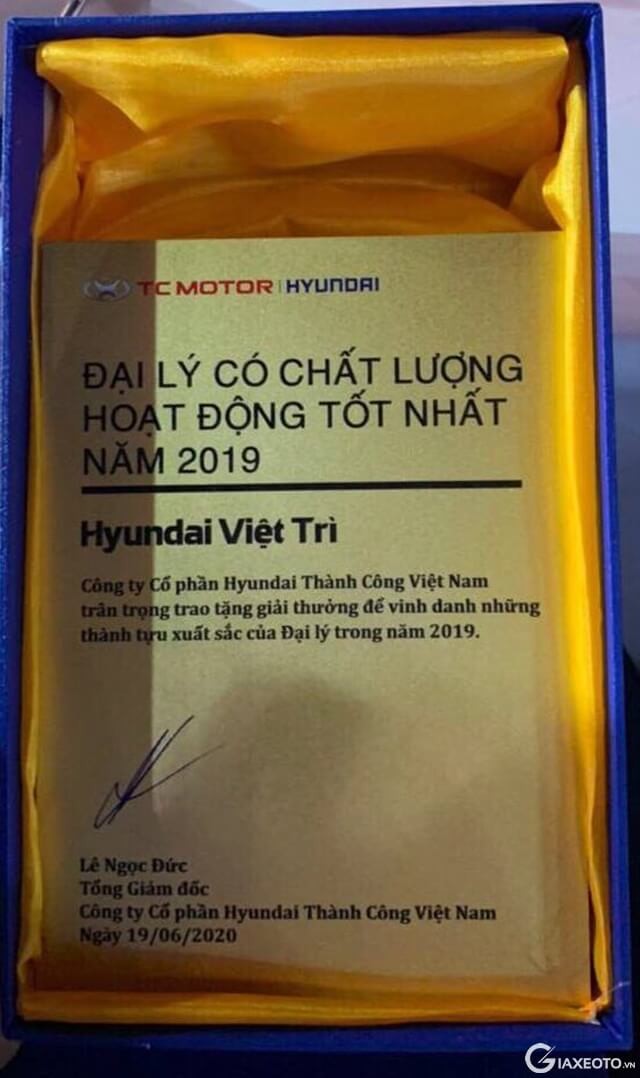 TC MOTOR | HYUNDAI
ĐẠI LÝ CÓ CHẤT LƯỢNG
HOẠT ĐỘNG TỐT NHẤT
NĂM 2019
Hyundai Việt Trì
Công ty Cổ phần Hyundai Thành Công Việt Nam
trân trọng trao tặng giải thưởng để vinh danh những
thành tựu xuất sắc của Đại lý trong năm 2019.
Lê Ngọc Đức
Tổng Giám đốc
Công ty Cổ phần Hyundai Thành Công Việt Nam
Ngày 19/06/2020
GIAXEOTO.VN